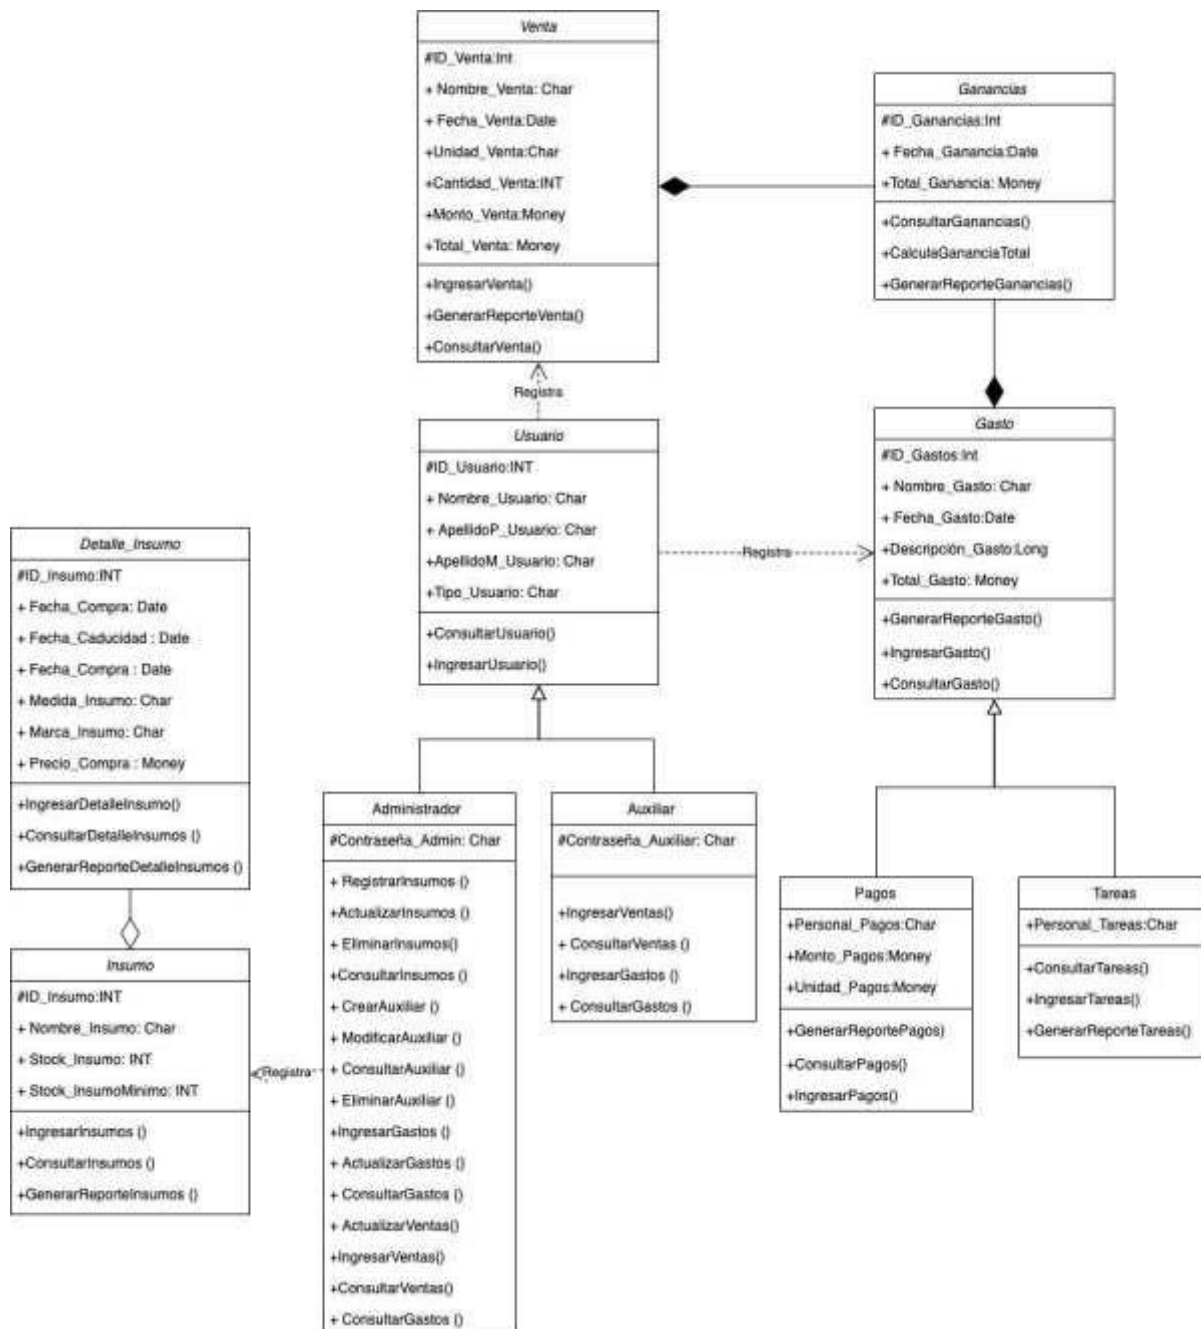 Venta
#ID_Venta:Int
+ Nombre_Venta: Char
+ Fecha_Venta:Date
+Unidad_Venta:Char
+Cantidad_Venta:INT
+Monto_Venta:Money
+Total_Venta: Money
+IngresarVenta()
+GenerarReporteVenta()
+ConsultarVenta()
Ganancias
#ID_Ganancias:Int
+ Fecha_Ganancia:Date
+Total_Ganancia: Money
+ConsultarGanancias()
+CalculaGananciaTotal
+GenerarReporteGanancias()
Registra
Usuario
#ID_Usuario:INT
+ Nombre_Usuario: Char
+ ApellidoP_Usuario: Char
+ApellidoM_Usuario: Char
+Tipo_Usuario: Char
+ConsultarUsuario()
+IngresarUsuario()
Registra
Gasto
#ID_Gastos:Int
+ Nombre_Gasto: Char
+ Fecha_Gasto:Date
+Descripción_Gasto:Long
+Total_Gasto: Money
+GenerarReporteGasto()
+IngresarGasto()
+ConsultarGasto()
Detalle_Insumo
#ID_Insumo:INT
+ Fecha_Compra: Date
+ Fecha_Caducidad : Date
+ Fecha_Compra : Date
+ Medida_Insumo: Char
+ Marca_Insumo: Char
+ Precio_Compra : Money
+IngresarDetalleInsumo()
+ConsultarDetalleInsumos ()
+GenerarReporteDetalleInsumos ()
Insumo
#ID_Insumo:INT
+ Nombre_Insumo: Char
+ Stock_Insumo: INT
+ Stock_InsumoMinimo: INT
+IngresarInsumos ()
+ConsultarInsumos ()
+GenerarReporteInsumos ()
Registra
Administrador
#Contraseña_Admin: Char
+ RegistrarInsumos ()
+ActualizarInsumos ()
+ EliminarInsumos()
+ConsultarInsumos ()
+ CrearAuxiliar ()
+ ModificarAuxiliar ()
+ ConsultarAuxiliar ()
+ EliminarAuxiliar ()
+IngresarGastos ()
+ ActualizarGastos ()
+ ConsultarGastos ()
+ ActualizarVentas()
+IngresarVentas()
+ConsultarVentas()
+ ConsultarGastos ()
Auxiliar
#Contraseña_Auxiliar: Char
+IngresarVentas()
+ ConsultarVentas ()
+IngresarGastos ()
+ ConsultarGastos ()
Pagos
+Personal_Pagos:Char
+Monto_Pagos:Money
+Unidad_Pagos:Money
+GenerarReportePagos)
+ConsultarPagos()
+IngresarPagos()
Tareas
+Personal_Tareas:Char
+ConsultarTareas()
+IngresarTareas()
+GenerarReporteTareas()